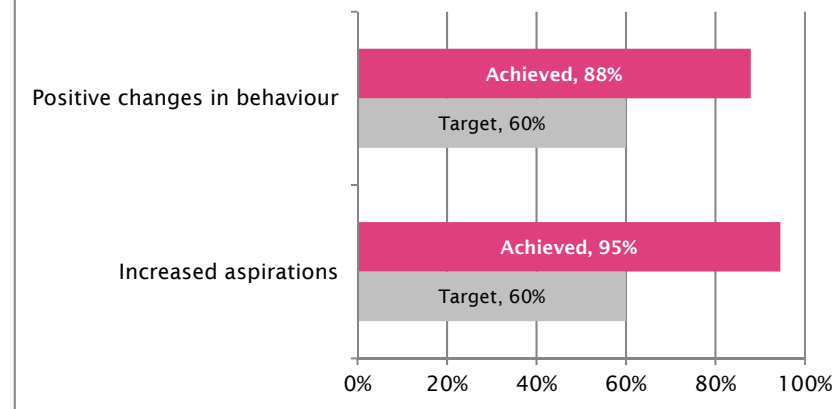 Achieved, 88%
Positive changes in behaviour
Target, 60%
Achieved, 95%
Increased aspirations
Target, 60%
0% 20% 40% 60% 80% 100%